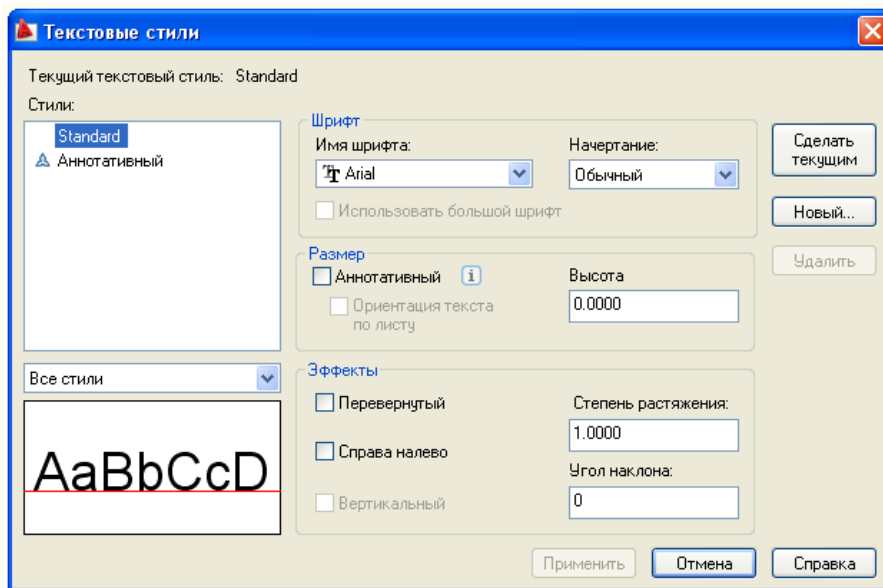 Текстовые стили
Текущий текстовый стиль: Standard
Стили:
Standard
Аннотативный
Все стили
AaBbCcD
Шрифт
Имя шрифта:
Начертание:
Arial
Обычный
Использовать большой шрифт
Размер
Аннотативный
Высота
Ориентация текста
по листу
0.0000
Эффекты
Перевернутый
Степень растяжения:
1.0000
Справа налево
Угол наклона:
Вертикальный
0
Сделать
текущим
Новый...
Удалить
Применить
Отмена
Справка